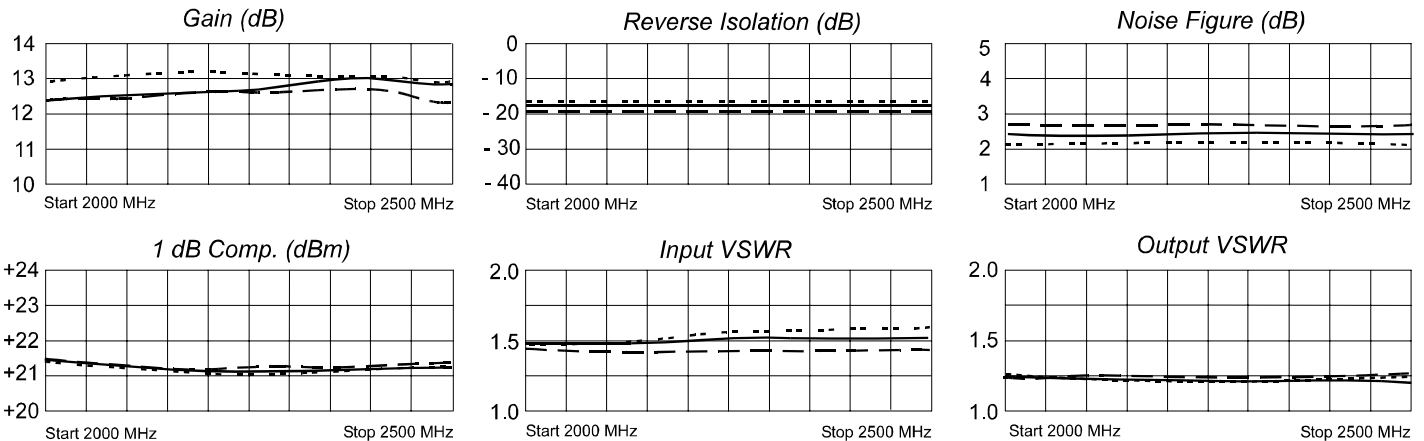 Gain (dB)
14
13
12
11
10
Start 2000 MHz
Stop 2500 MHz
Reverse Isolation (dB)
0
- 10
- 20
- 30
- 40
Start 2000 MHz
Stop 2500 MHz
Noise Figure (dB)
5
4
3
2
1
Start 2000 MHz
Stop 2500 MHz
1 dB Comp. (dBm)
+24
+23
+22
+21
+20
Start 2000 MHz
Stop 2500 MHz
Input VSWR
2.0
1.5
1.0
Start 2000 MHz
Stop 2500 MHz
Output VSWR
2.0
1.5
1.0
Start 2000 MHz
Stop 2500 MHz